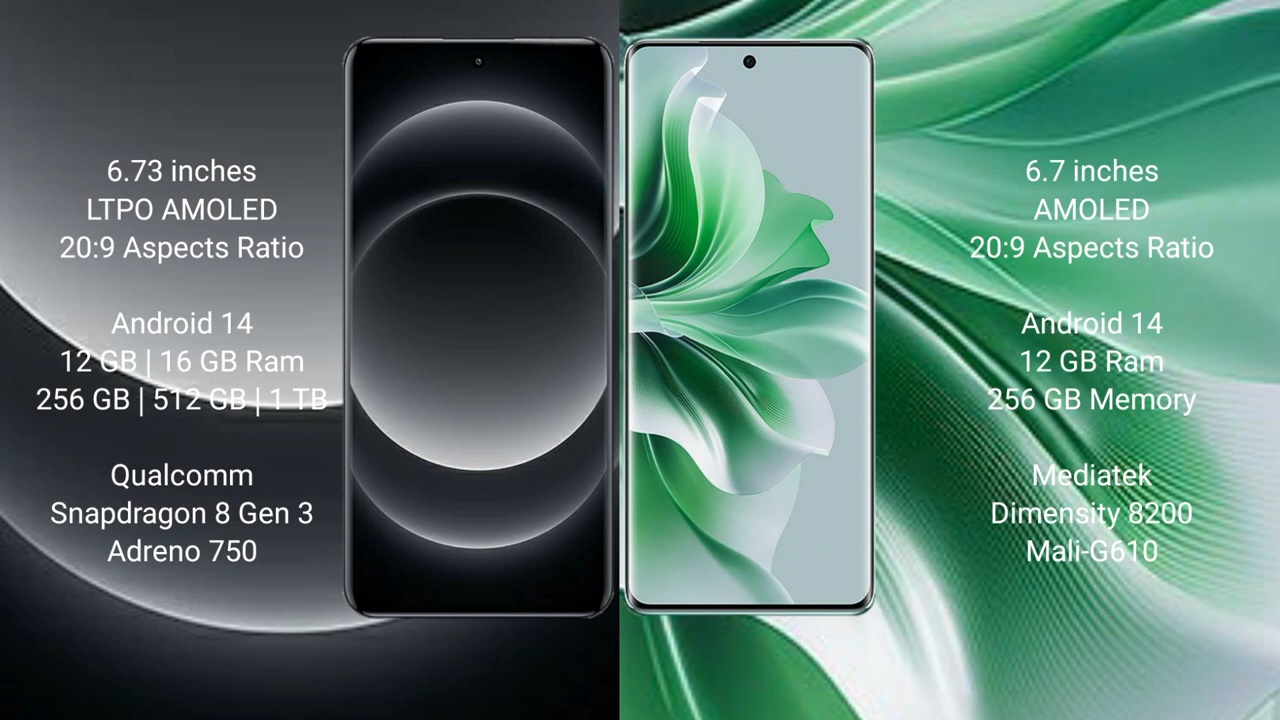 6.73 inches
LTPO AMOLED
20:9 Aspects Ratio
Android 14
12 GB | 16 GB Ram
256 GB | 512 GB | 1 TB
Qualcomm
Snapdragon 8 Gen 3
Adreno 750
6.7 inches
AMOLED
20:9 Aspects Ratio
Android 14
12 GB Ram
256 GB Memory
Mediatek
Dimensity 8200
Mali-G610